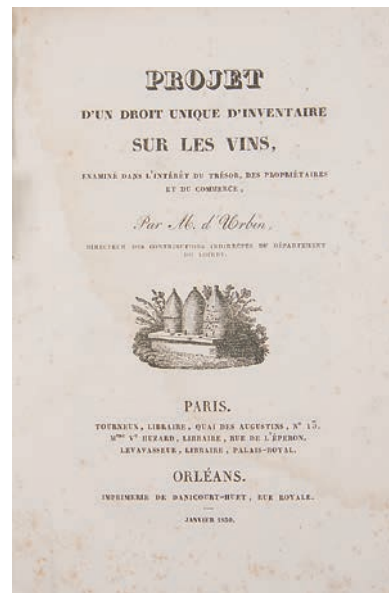 PROJET
D'UN DROIT UNIQUE D'INVENTAIRE
SUR LES VINS,
EXAMINÉ DANS L'INTÉRÊT DU TRÉSOR, DES PROPRIÉTAIRES
ET DU COMMERCE,
Par M. d'Urbin,
DIRECTEUR DES CONTRIBUTIONS INDIRECTES DU DÉPARTEMENT
DU LOIRET.
PARIS.
TOURNEUX, LIBRAIRE, QUAI DES AUGUSTINS, N° 13.
Mme Ve HUZARD, LIBRAIRE, RUE DE L'ÉPERON.
LEVAVASSEUR, LIBRAIRE, PALAIS-ROYAL.
ORLÉANS.
IMPRIMERIE DE DANICOURT-HUET, RUE ROYALE.
JANVIER 1830.